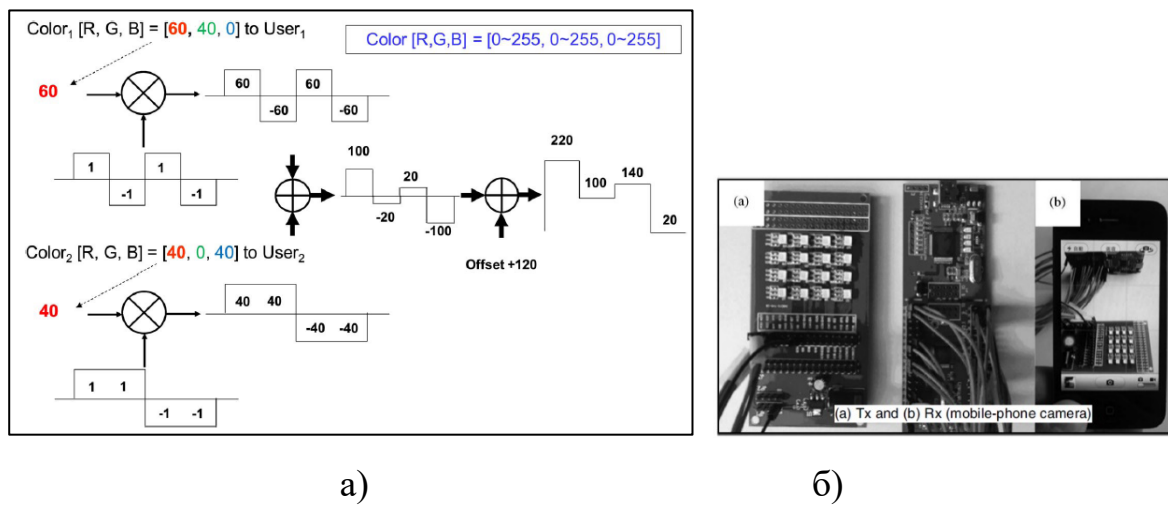 Color₁ [R, G, B] = [60, 40, 0] to User₁
Color [R,G,B] = [0~255, 0~255, 0~255]
60
60
-60
60
-60
1
-1
1
-1
100
-20
20
-100
220
100
140
20
Offset +120
Color₂ [R, G, B] = [40, 0, 40] to User₂
40
40 40
-40 -40
1 1
-1 -1
(a)
(b)
(a) Tx and (b) Rx (mobile-phone camera)
а)
б)